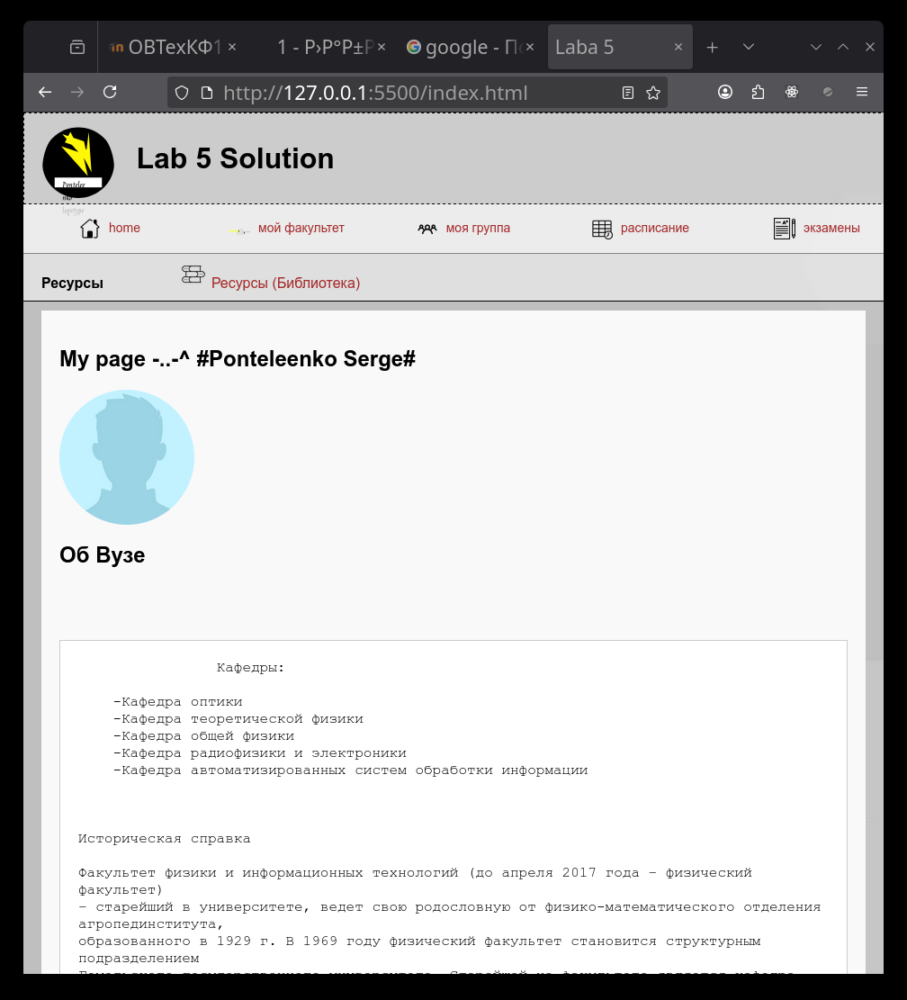 ОВТехКФ1
1 - Р›Р°Р±Р
google - П
Laba 5
http://127.0.0.1:5500/index.html
Lab 5 Solution
Pontelee
nko
logotype
home
мой факультет
моя группа
расписание
экзамены
Ресурсы
Ресурсы (Библиотека)
My page -..-^ #Ponteleenko Serge#
Об Вузе
Кафедры:
-Кафедра оптики
-Кафедра теоретической физики
-Кафедра общей физики
-Кафедра радиофизики и электроники
-Кафедра автоматизированных систем обработки информации
Историческая справка
Факультет физики и информационных технологий (до апреля 2017 года – физический
факультет)
– старейший в университете, ведет свою родословную от физико-математического отделения
агропединститута,
образованного в 1929 г. В 1969 году физический факультет становится структурным
подразделением